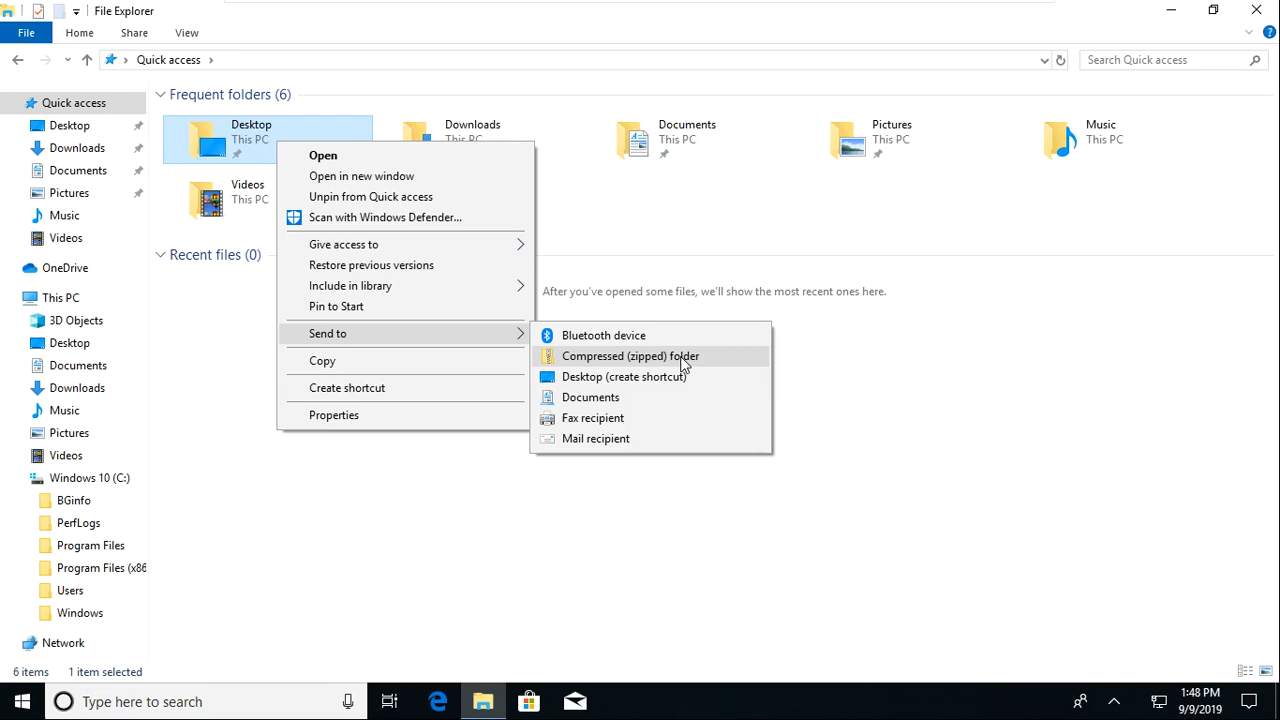 File Explorer
File Home Share View
Quick access
Search Quick access
Quick access
Desktop
Downloads
Documents
Pictures
Music
Videos
OneDrive
This PC
3D Objects
Desktop
Documents
Downloads
Music
Pictures
Videos
Windows 10 (C:)
BGinfo
PerfLogs
Program Files
Program Files (x86
Users
Windows
Network
Frequent folders (6)
Desktop
This PC
Downloads
This PC
Documents
This PC
Pictures
This PC
Music
This PC
Videos
This PC
Recent files (0)
After you've opened some files, we'll show the most recent ones here.
Open
Open in new window
Unpin from Quick access
Scan with Windows Defender...
Give access to
Restore previous versions
Include in library
Pin to Start
Send to
Copy
Create shortcut
Properties
Bluetooth device
Compressed (zipped) folder
Desktop (create shortcut)
Documents
Fax recipient
Mail recipient
6 items 1 item selected
Type here to search
1:48 PM
9/9/2019